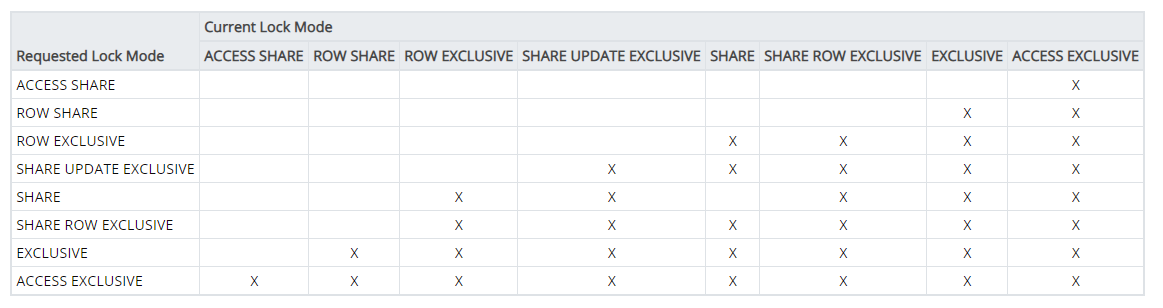 Current Lock Mode
Requested Lock Mode ACCESS SHARE ROW SHARE ROW EXCLUSIVE SHARE UPDATE EXCLUSIVE SHARE SHARE ROW EXCLUSIVE EXCLUSIVE ACCESS EXCLUSIVE
ACCESS SHARE X
ROW SHARE X X
ROW EXCLUSIVE X X X X
SHARE UPDATE EXCLUSIVE X X X X X
SHARE X X X X X
SHARE ROW EXCLUSIVE X X X X X X
EXCLUSIVE X X X X X X X
ACCESS EXCLUSIVE X X X X X X X X